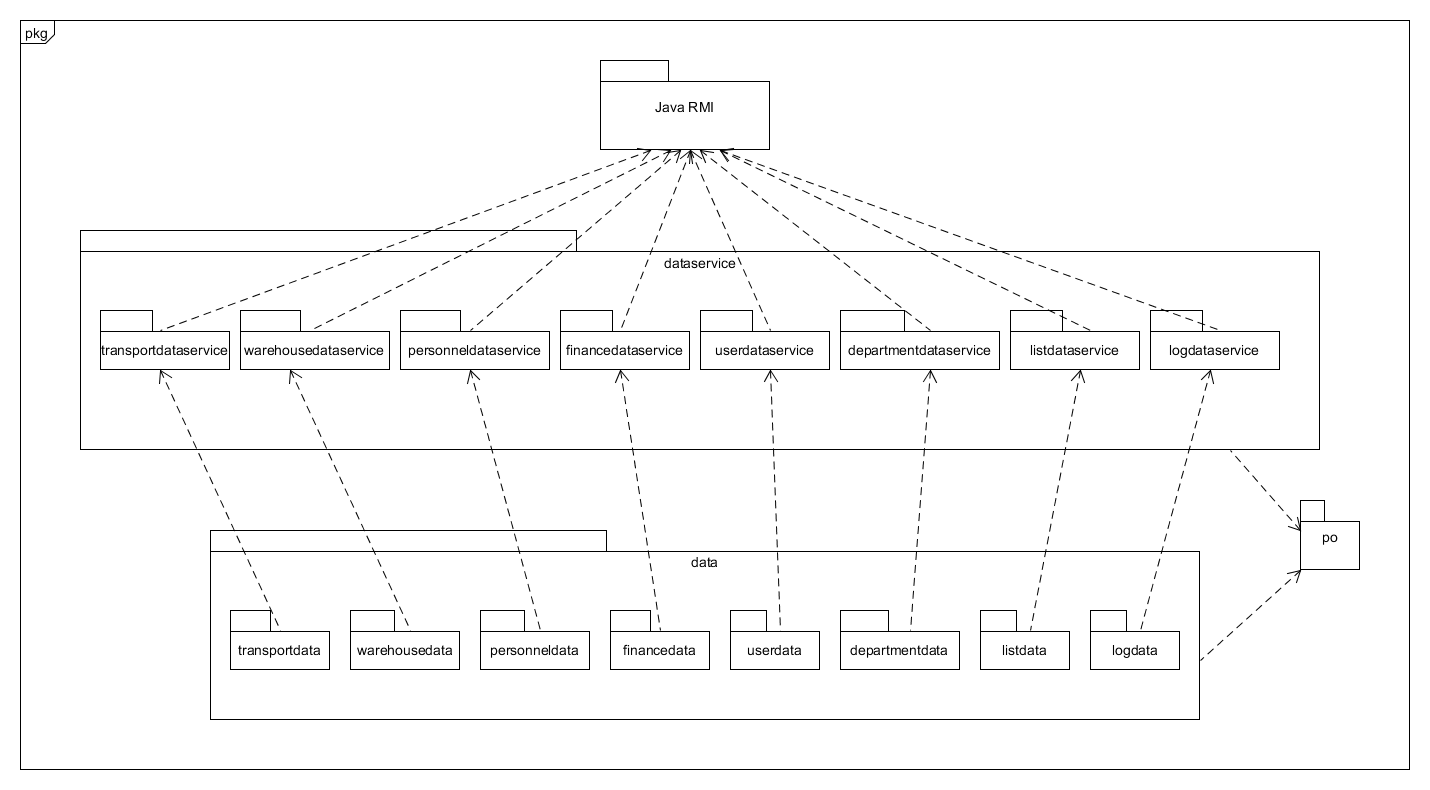 pkg
Java RMI
dataservice
transportdataservice
warehousedataservice
personneldataservice
financedataservice
userdataservice
departmentdataservice
listdataservice
logdataservice
po
data
transportdata
warehousedata
personneldata
financedata
userdata
departmentdata
listdata
logdata